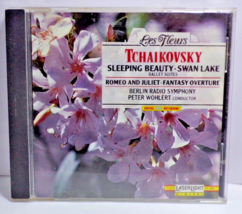 Les Fleurs
TCHAIKOVSKY
SLEEPING BEAUTY · SWAN LAKE
BALLET SUITES
ROMEO AND JULIET · FANTASY OVERTURE
BERLIN RADIO SYMPHONY
PETER WOHLERT CONDUCTOR
LASERLIGHT